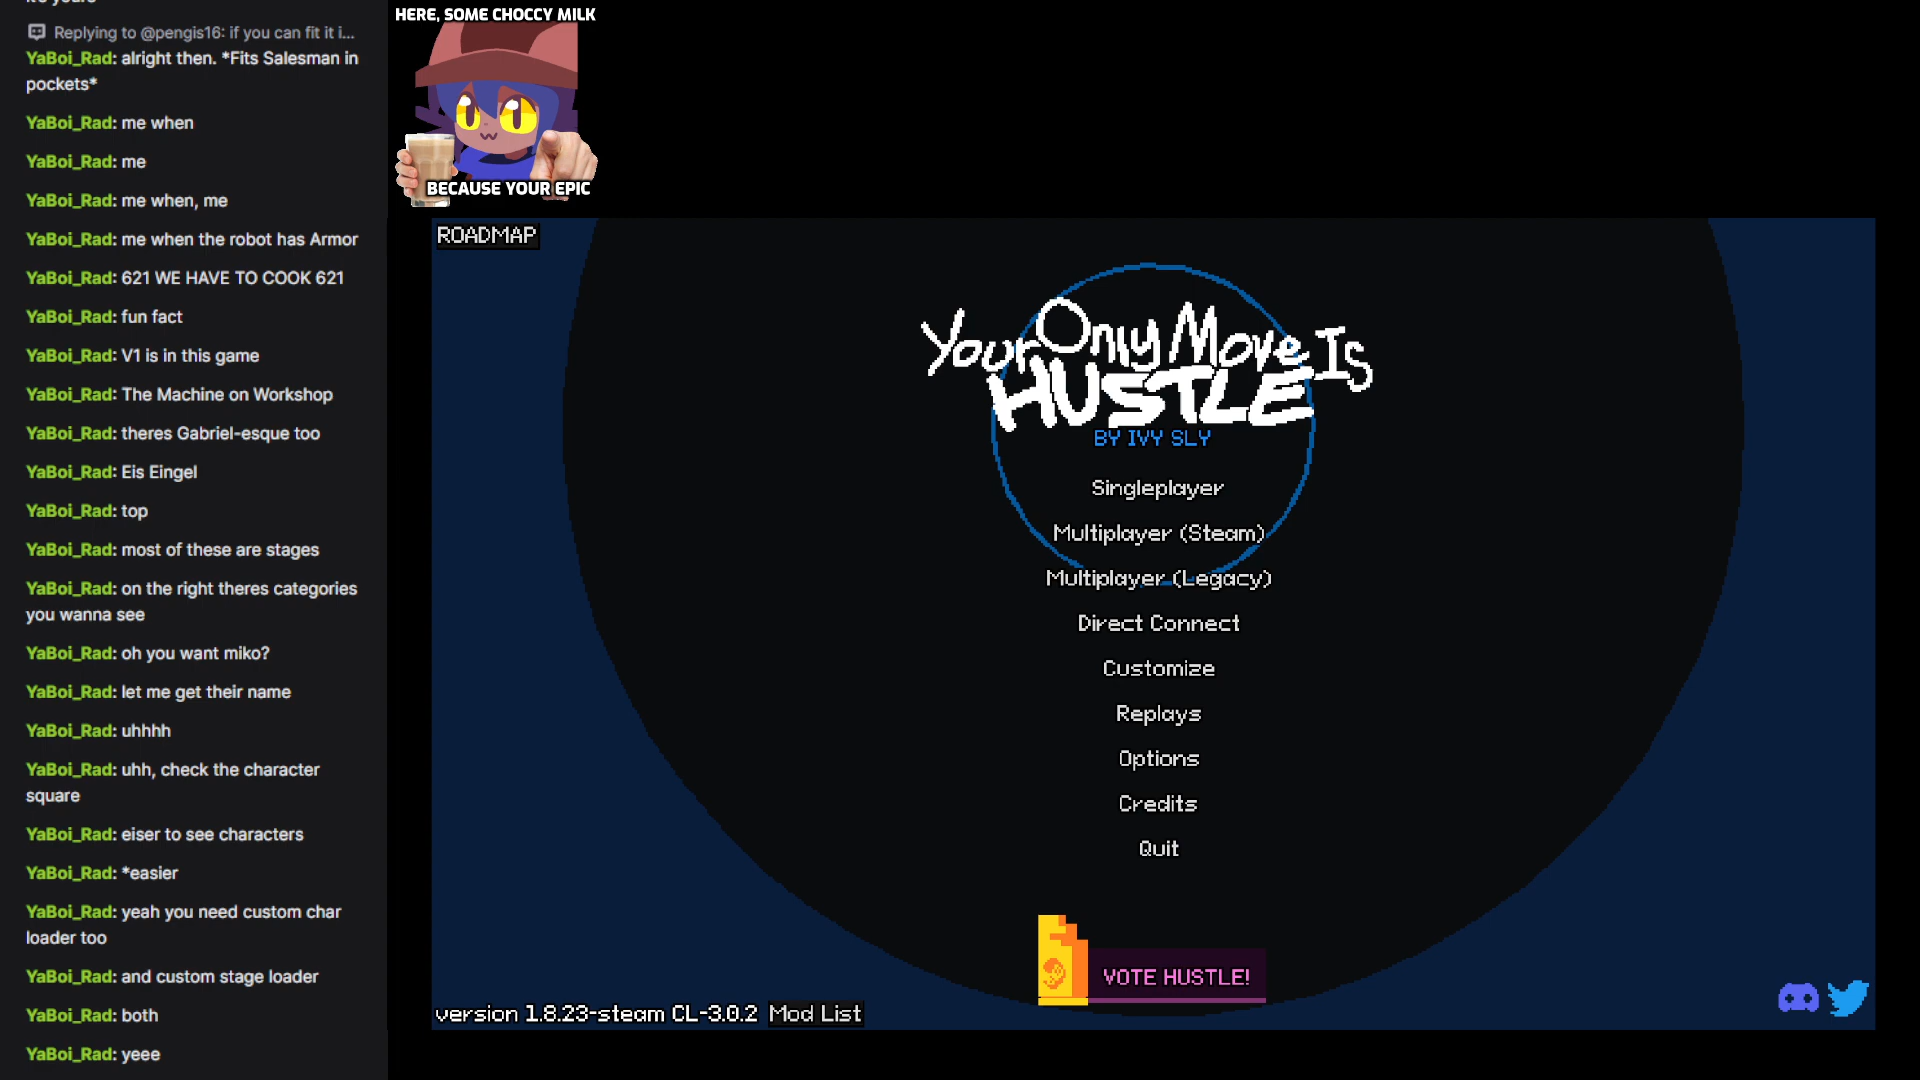 Replying to @pengis16: if you can fit it i...
YaBoi_Rad: alright then. *Fits Salesman in
pockets*
YaBoi_Rad: me when
YaBoi_Rad: me
YaBoi_Rad: me when, me
YaBoi_Rad: me when the robot has Armor
YaBoi_Rad: 621 WE HAVE TO COOK 621
YaBoi_Rad: fun fact
YaBoi_Rad: V1 is in this game
YaBoi_Rad: The Machine on Workshop
YaBoi_Rad: theres Gabriel-esque too
YaBoi_Rad: Eis Eingel
YaBoi_Rad: top
YaBoi_Rad: most of these are stages
YaBoi_Rad: on the right theres categories
you wanna see
YaBoi_Rad: oh you want miko?
YaBoi_Rad: let me get their name
YaBoi_Rad: uhhhh
YaBoi_Rad: uhh, check the character
square
YaBoi_Rad: eiser to see characters
YaBoi_Rad: *easier
YaBoi_Rad: yeah you need custom char
loader too
YaBoi_Rad: and custom stage loader
YaBoi_Rad: both
YaBoi_Rad: yeee
HERE, SOME CHOCCY MILK
BECAUSE YOUR EPIC
ROADMAP
Your Only Move Is
HUSTLE
BY IVY SLY
Singleplayer
Multiplayer (Steam)
Multiplayer (Legacy)
Direct Connect
Customize
Replays
Options
Credits
Quit
VOTE HUSTLE!
version 1.8.23-steam CL-3.0.2 Mod List